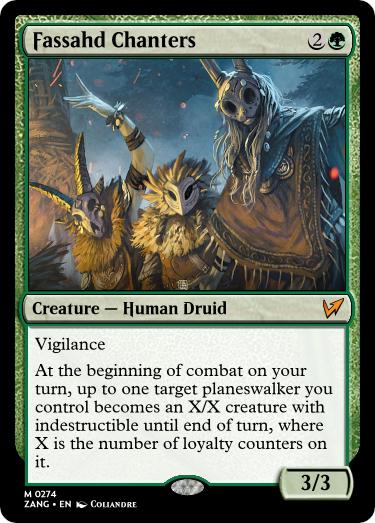 Fassahd Chanters 2
Creature — Human Druid
Vigilance
At the beginning of combat on your
turn, up to one target planeswalker you
control becomes an X/X creature with
indestructible until end of turn, where
X is the number of loyalty counters on
it.
3/3
M 0274
ZANG • EN Coliandre